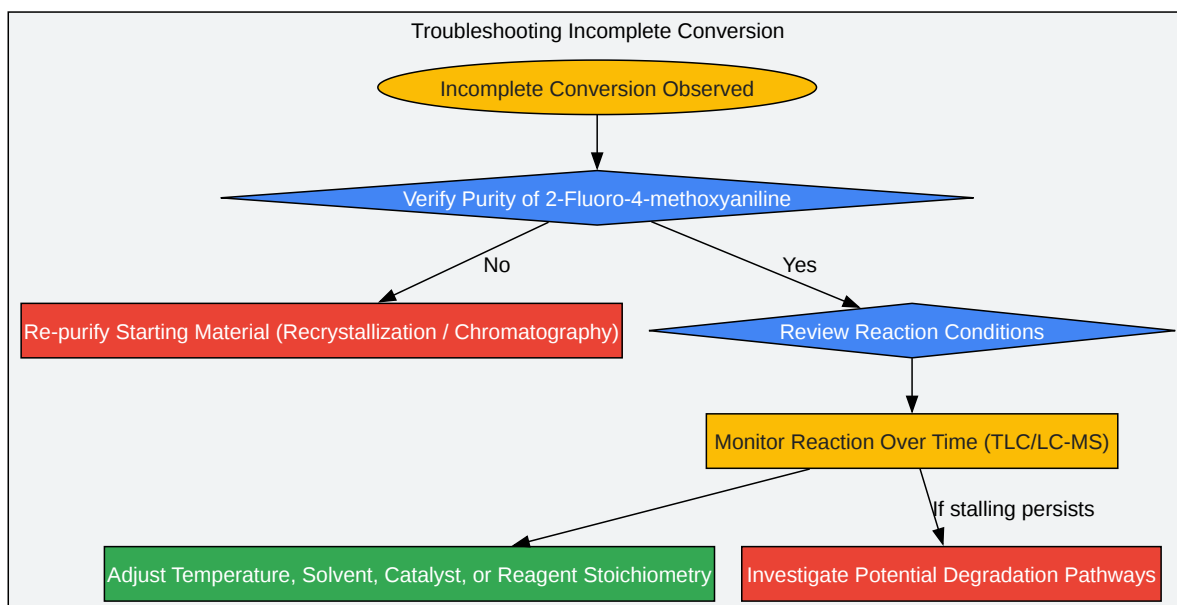 Troubleshooting Incomplete Conversion
Incomplete Conversion Observed
Verify Purity of 2-Fluoro-4-methoxyaniline
No
Yes
Re-purify Starting Material (Recrystallization / Chromatography)
Review Reaction Conditions
Monitor Reaction Over Time (TLC/LC-MS)
If stalling persists
Adjust Temperature, Solvent, Catalyst, or Reagent Stoichiometry
Investigate Potential Degradation Pathways